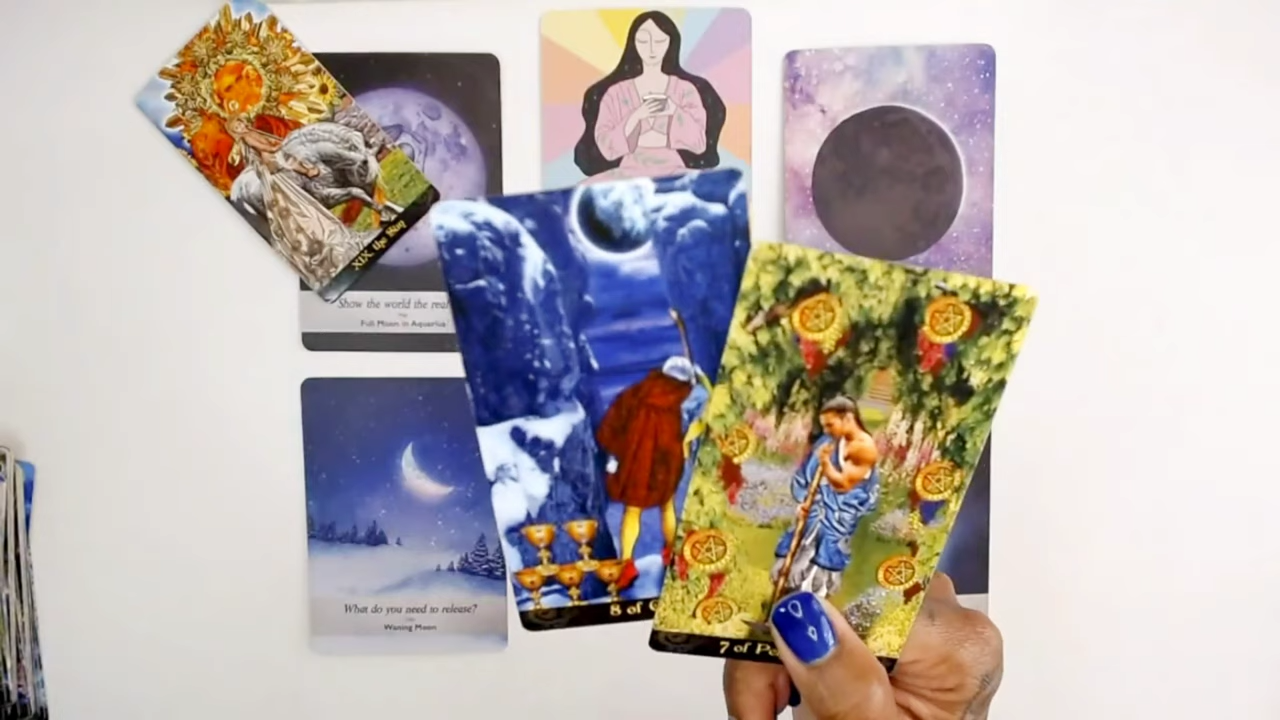 XIX the Sun
Show the world the real
Full Moon in Aquarius
What do you need to release?
Waning Moon
8 of
7 of